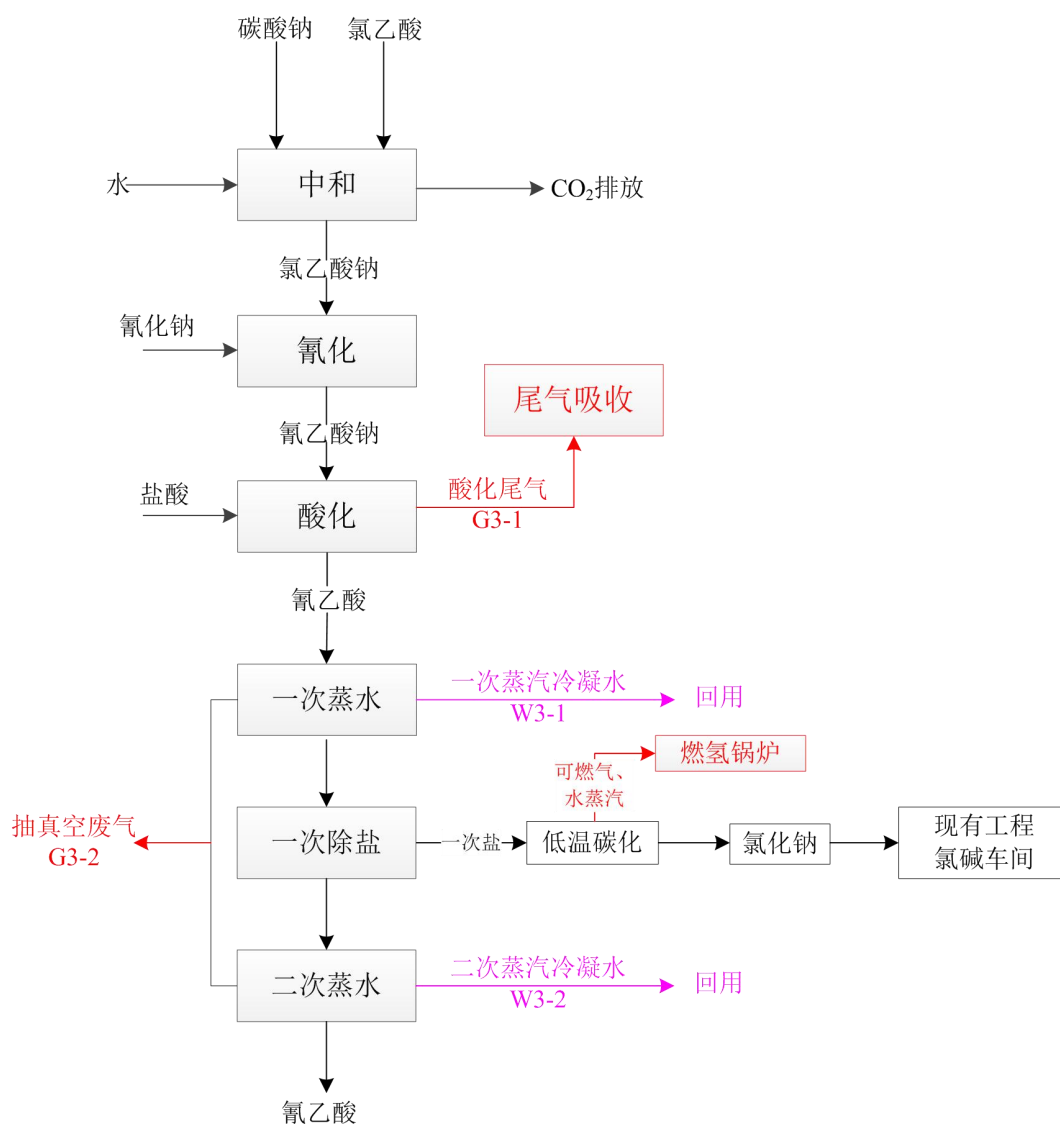 碳酸钠
氯乙酸
水
中和
CO₂排放
氯乙酸钠
氰化钠
氰化
尾气吸收
氰乙酸钠
盐酸
酸化
酸化尾气
G3-1
氰乙酸
一次蒸水
一次蒸汽冷凝水
W3-1
回用
可燃气、
水蒸汽
燃氢锅炉
抽真空废气
G3-2
一次除盐
一次盐
低温碳化
氯化钠
现有工程
氯碱车间
二次蒸水
二次蒸汽冷凝水
W3-2
回用
氰乙酸